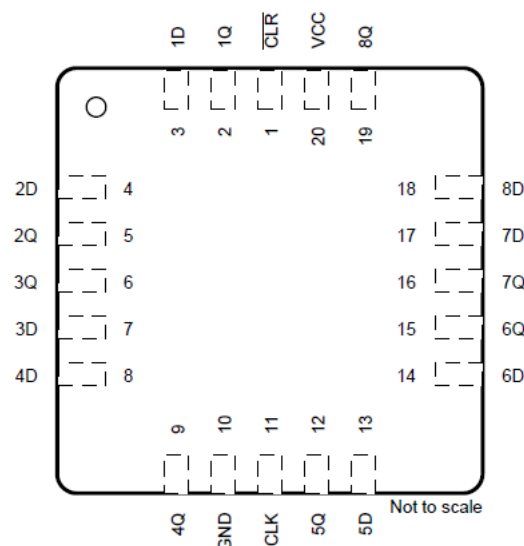 1D 1Q C̅L̅R̅ VCC 8Q
3 2 1 20 19
2D 4 18 8D
2Q 5 17 7D
3Q 6 16 7Q
3D 7 15 6Q
4D 8 14 6D
9 10 11 12 13
4Q GND CLK 5Q 5D
Not to scale